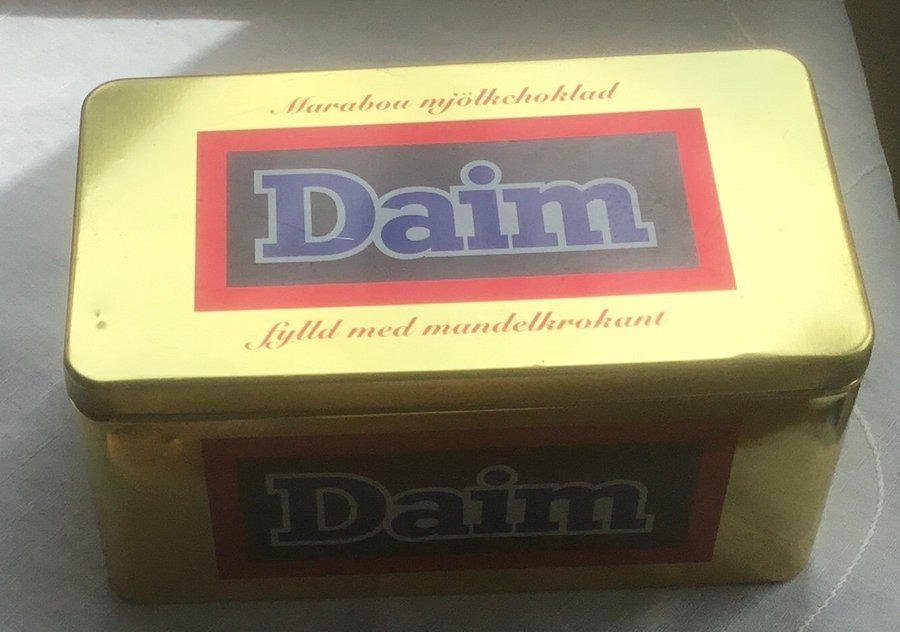 Marabou mjölkchoklad
Daim
fylld med mandelkrokant
Daim